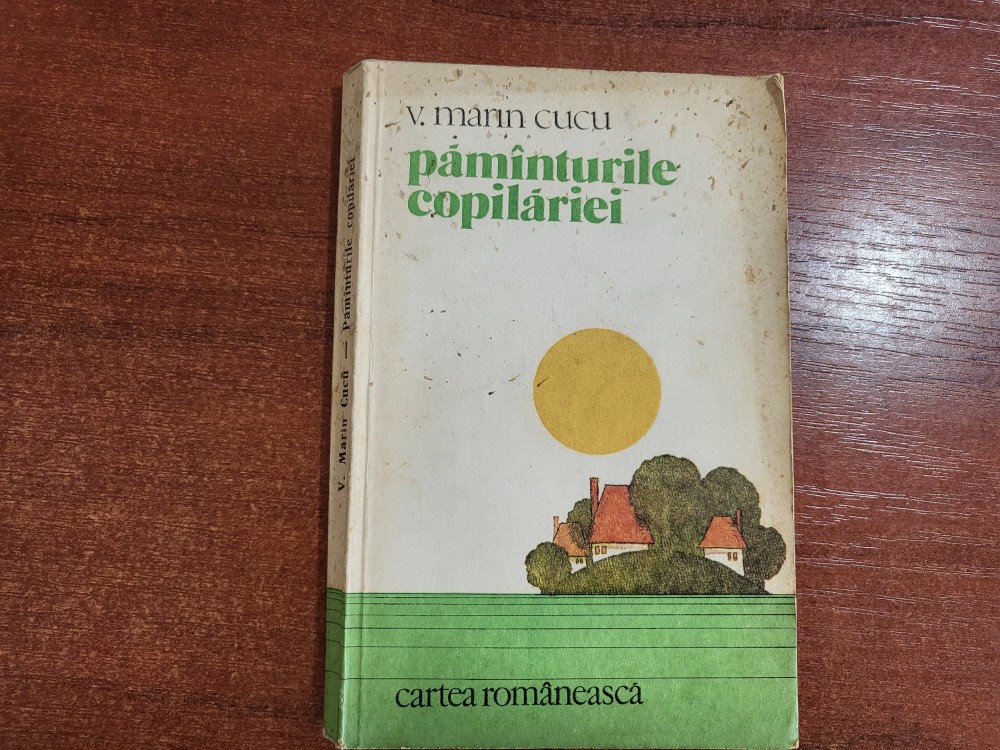 v. marin cucu
pămînturile
copilăriei
cartea românească
V. Marin Cucu — Pămînturile copilăriei